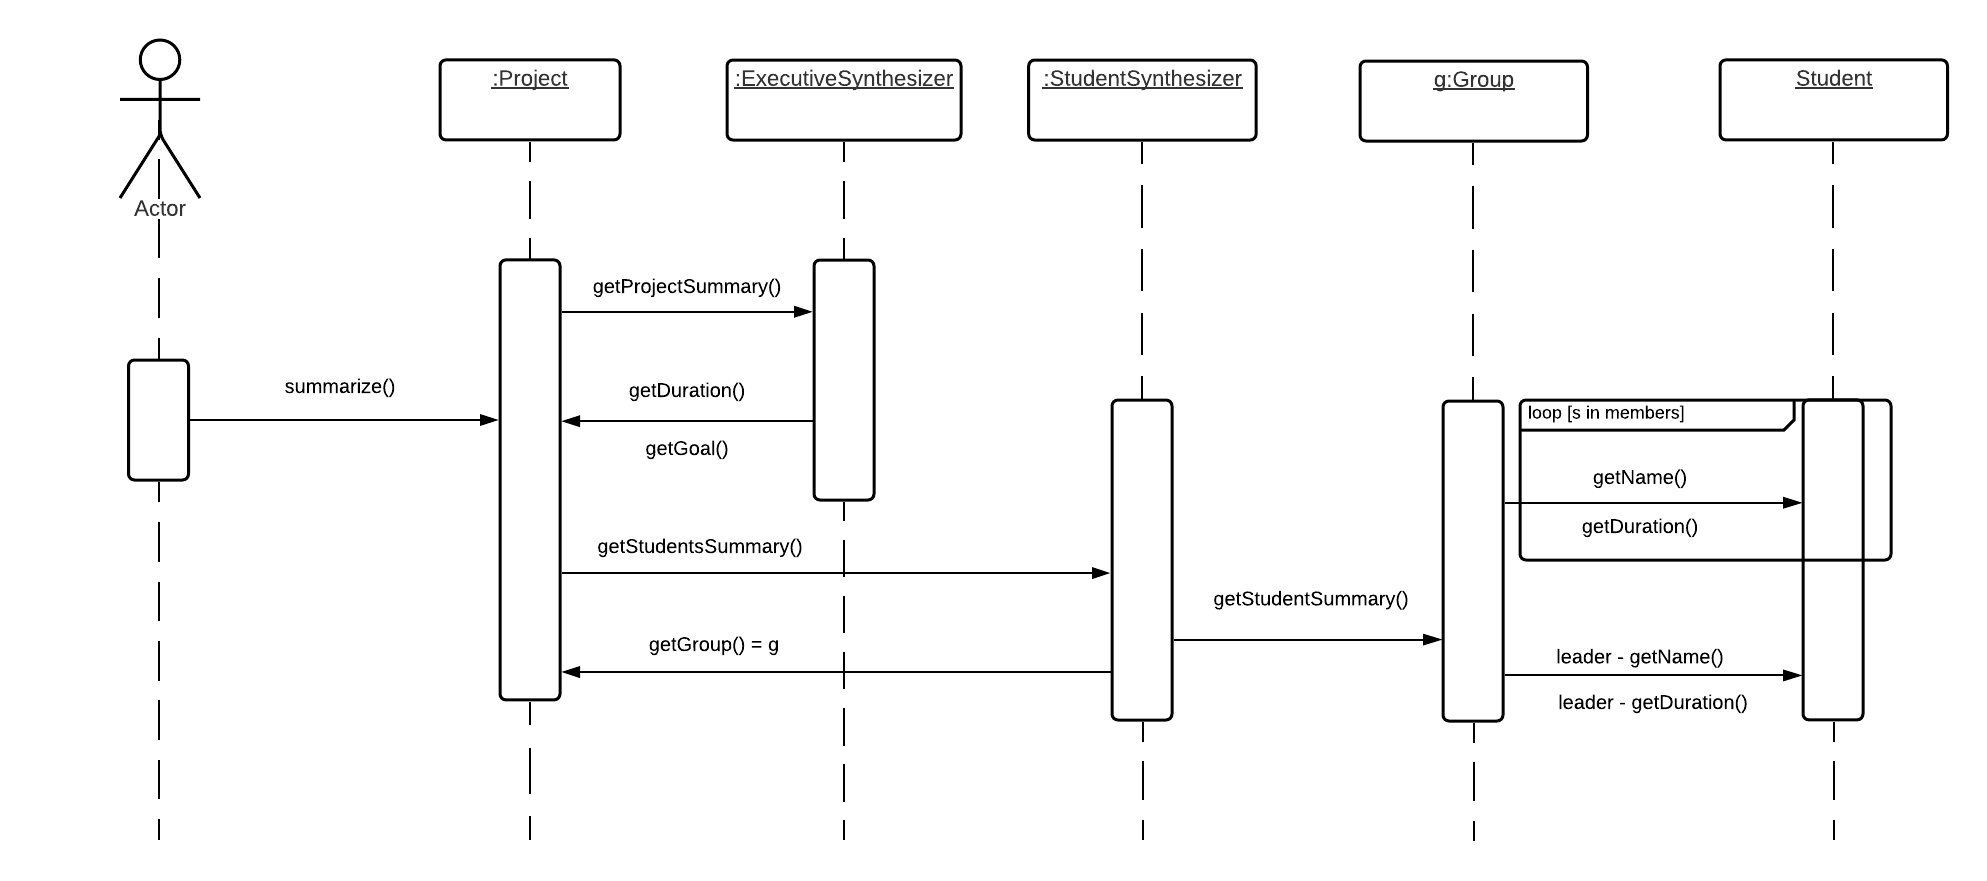 :Project
:ExecutiveSynthesizer
:StudentSynthesizer
g:Group
Student
Actor
getProjectSummary()
summarize()
getDuration()
getGoal()
loop [s in members]
getName()
getDuration()
getStudentsSummary()
getStudentSummary()
getGroup() = g
leader - getName()
leader - getDuration()